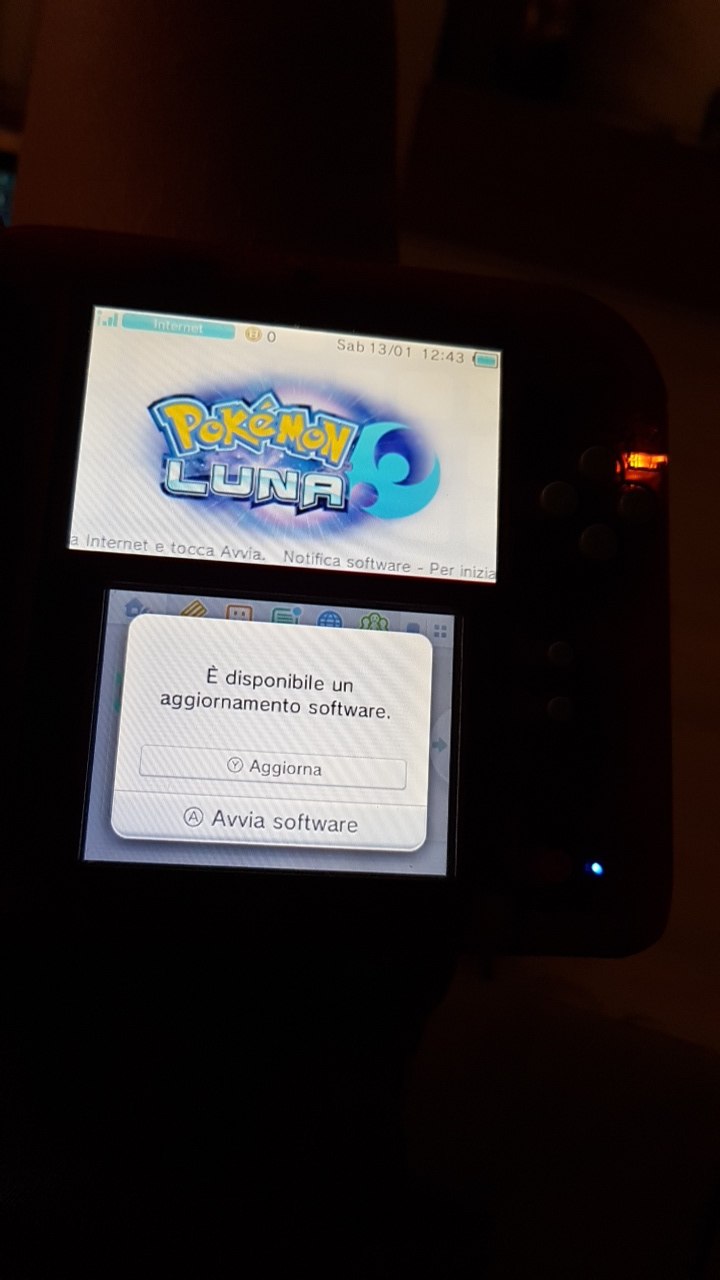 Internet
0
Sab 13/01 12:43
POKÉMON
LUNA
a Internet e tocca Avvia. Notifica software - Per inizia
È disponibile un
aggiornamento software.
Ⓨ Aggiorna
Ⓐ Avvia software